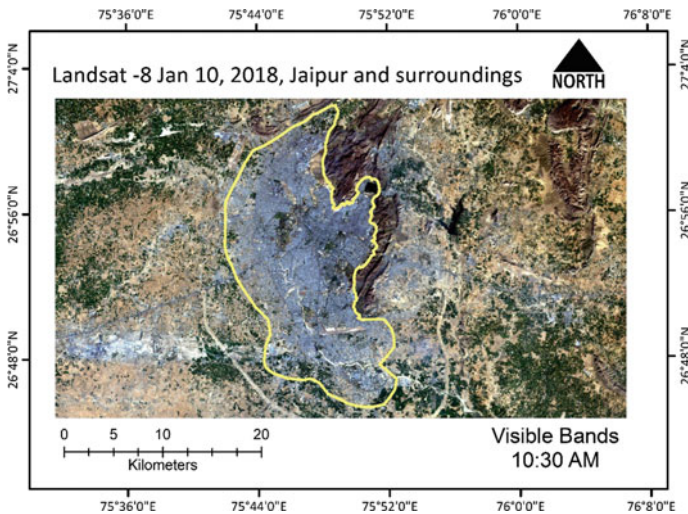 75°36'0"E 75°44'0"E 75°52'0"E 76°0'0"E 76°8'0"E
27°4'0"N
27°4'0"N
Landsat -8 Jan 10, 2018, Jaipur and surroundings
NORTH
26°56'0"N
26°56'0"N
26°48'0"N
26°48'0"N
0 5 10 20
Kilometers
Visible Bands
10:30 AM
75°36'0"E 75°44'0"E 75°52'0"E 76°0'0"E 76°8'0"E